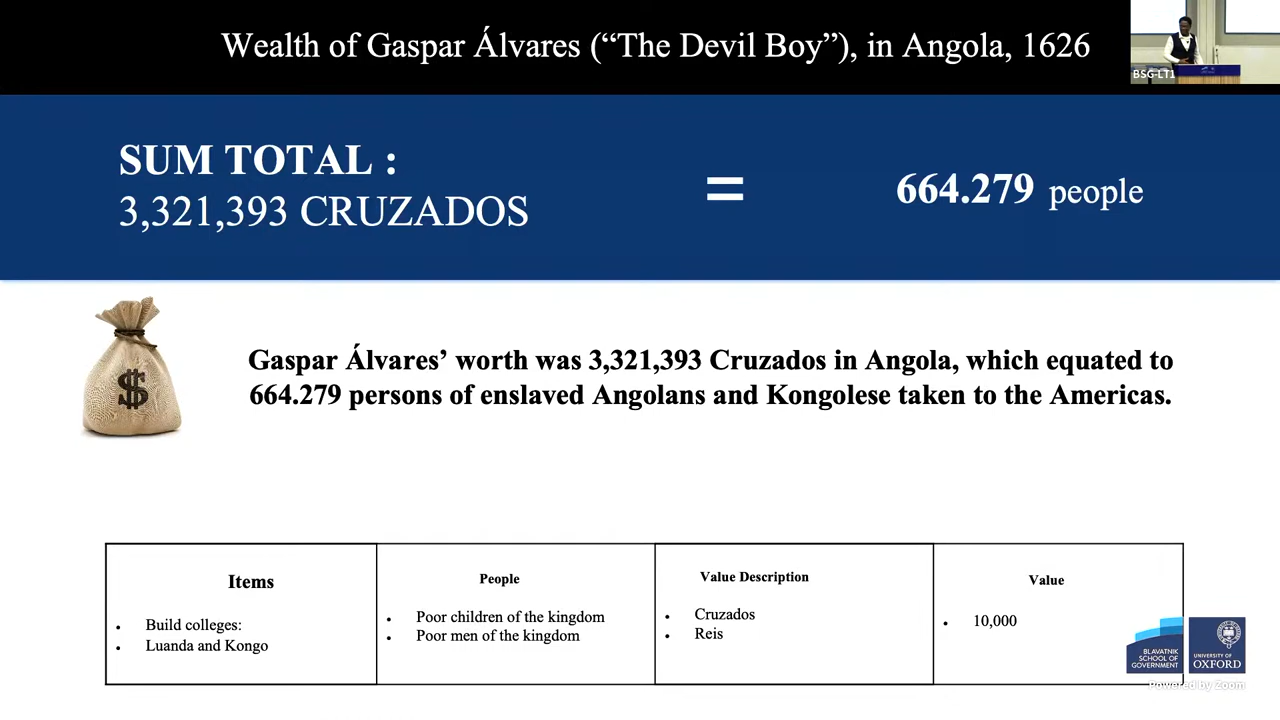 Wealth of Gaspar Álvares (“The Devil Boy”), in Angola, 1626
BSG-LT1
SUM TOTAL :
3,321,393 CRUZADOS
=
664.279 people
$
Gaspar Álvares’ worth was 3,321,393 Cruzados in Angola, which equated to
664.279 persons of enslaved Angolans and Kongolese taken to the Americas.
Items
• Build colleges:
• Luanda and Kongo
People
• Poor children of the kingdom
• Poor men of the kingdom
Value Description
• Cruzados
• Reis
Value
• 10,000
BLAVATNIK
SCHOOL OF
GOVERNMENT
UNIVERSITY OF
OXFORD
Powered by Zoom